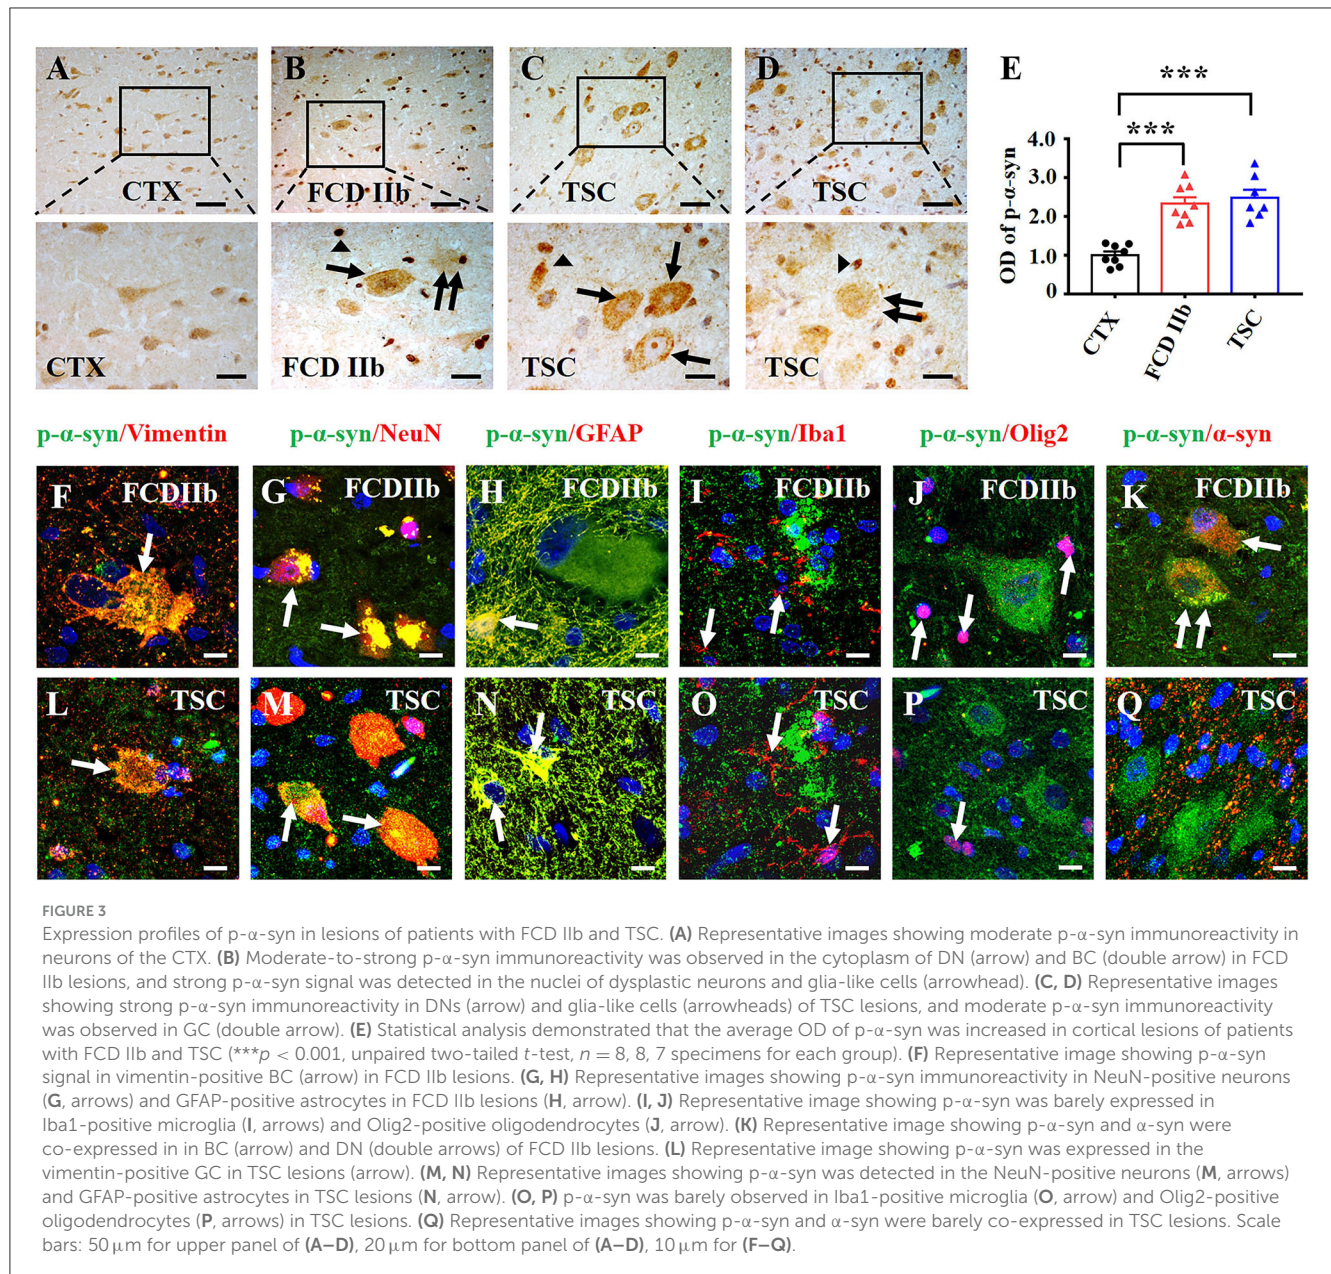 A
B
C
D
CTX
FCD IIb
TSC
TSC
CTX
FCD IIb
TSC
TSC
E
***
***
OD of p-α-syn
4.0
3.0
2.0
1.0
0
CTX
FCD IIb
TSC
p-α-syn/Vimentin
p-α-syn/NeuN
p-α-syn/GFAP
p-α-syn/Iba1
p-α-syn/Olig2
p-α-syn/α-syn
F
FCDIIb
G
FCDIIb
H
FCDIIb
I
FCDIIb
J
FCDIIb
K
FCDIIb
L
TSC
M
TSC
N
TSC
O
TSC
P
TSC
Q
TSC
FIGURE 3
Expression profiles of p-α-syn in lesions of patients with FCD IIb and TSC. (A) Representative images showing moderate p-α-syn immunoreactivity in
neurons of the CTX. (B) Moderate-to-strong p-α-syn immunoreactivity was observed in the cytoplasm of DN (arrow) and BC (double arrow) in FCD
IIb lesions, and strong p-α-syn signal was detected in the nuclei of dysplastic neurons and glia-like cells (arrowhead). (C, D) Representative images
showing strong p-α-syn immunoreactivity in DNs (arrow) and glia-like cells (arrowheads) of TSC lesions, and moderate p-α-syn immunoreactivity
was observed in GC (double arrow). (E) Statistical analysis demonstrated that the average OD of p-α-syn was increased in cortical lesions of patients
with FCD IIb and TSC (***p < 0.001, unpaired two-tailed t-test, n = 8, 8, 7 specimens for each group). (F) Representative image showing p-α-syn
signal in vimentin-positive BC (arrow) in FCD IIb lesions. (G, H) Representative images showing p-α-syn immunoreactivity in NeuN-positive neurons
(G, arrows) and GFAP-positive astrocytes in FCD IIb lesions (H, arrow). (I, J) Representative image showing p-α-syn was barely expressed in
Iba1-positive microglia (I, arrows) and Olig2-positive oligodendrocytes (J, arrow). (K) Representative image showing p-α-syn and α-syn were
co-expressed in in BC (arrow) and DN (double arrows) of FCD IIb lesions. (L) Representative image showing p-α-syn was expressed in the
vimentin-positive GC in TSC lesions (arrow). (M, N) Representative images showing p-α-syn was detected in the NeuN-positive neurons (M, arrows)
and GFAP-positive astrocytes in TSC lesions (N, arrow). (O, P) p-α-syn was barely observed in Iba1-positive microglia (O, arrow) and Olig2-positive
oligodendrocytes (P, arrows) in TSC lesions. (Q) Representative images showing p-α-syn and α-syn were barely co-expressed in TSC lesions. Scale
bars: 50 μm for upper panel of (A–D), 20 μm for bottom panel of (A–D), 10 μm for (F–Q).